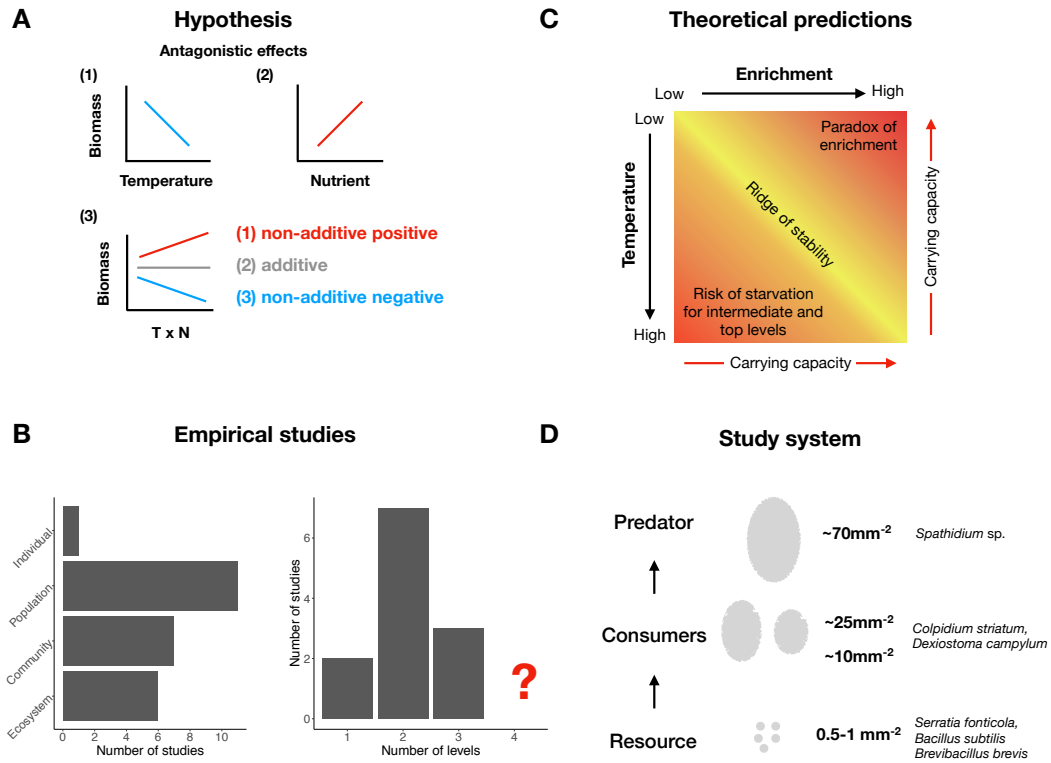 A
Hypothesis
Antagonistic effects
(1)
Biomass
Temperature
(2)
Nutrient
(3)
Biomass
T x N
(1) non-additive positive
(2) additive
(3) non-additive negative
C
Theoretical predictions
Enrichment
Low
High
Low
Temperature
High
Paradox of
enrichment
Ridge of stability
Risk of starvation
for intermediate and
top levels
Carrying capacity
Carrying capacity
B
Empirical studies
Individual
Population
Community
Ecosystem
0 2 4 6 8 10
Number of studies
Number of studies
6
4
2
0
?
1 2 3 4
Number of levels
D
Study system
Predator
~70mm-2
Spathidium sp.
Consumers
~25mm-2
~10mm-2
Colpidium striatum,
Dexiostoma campylum
Resource
0.5-1 mm-2
Serratia fonticola,
Bacillus subtilis
Brevibacillus brevis